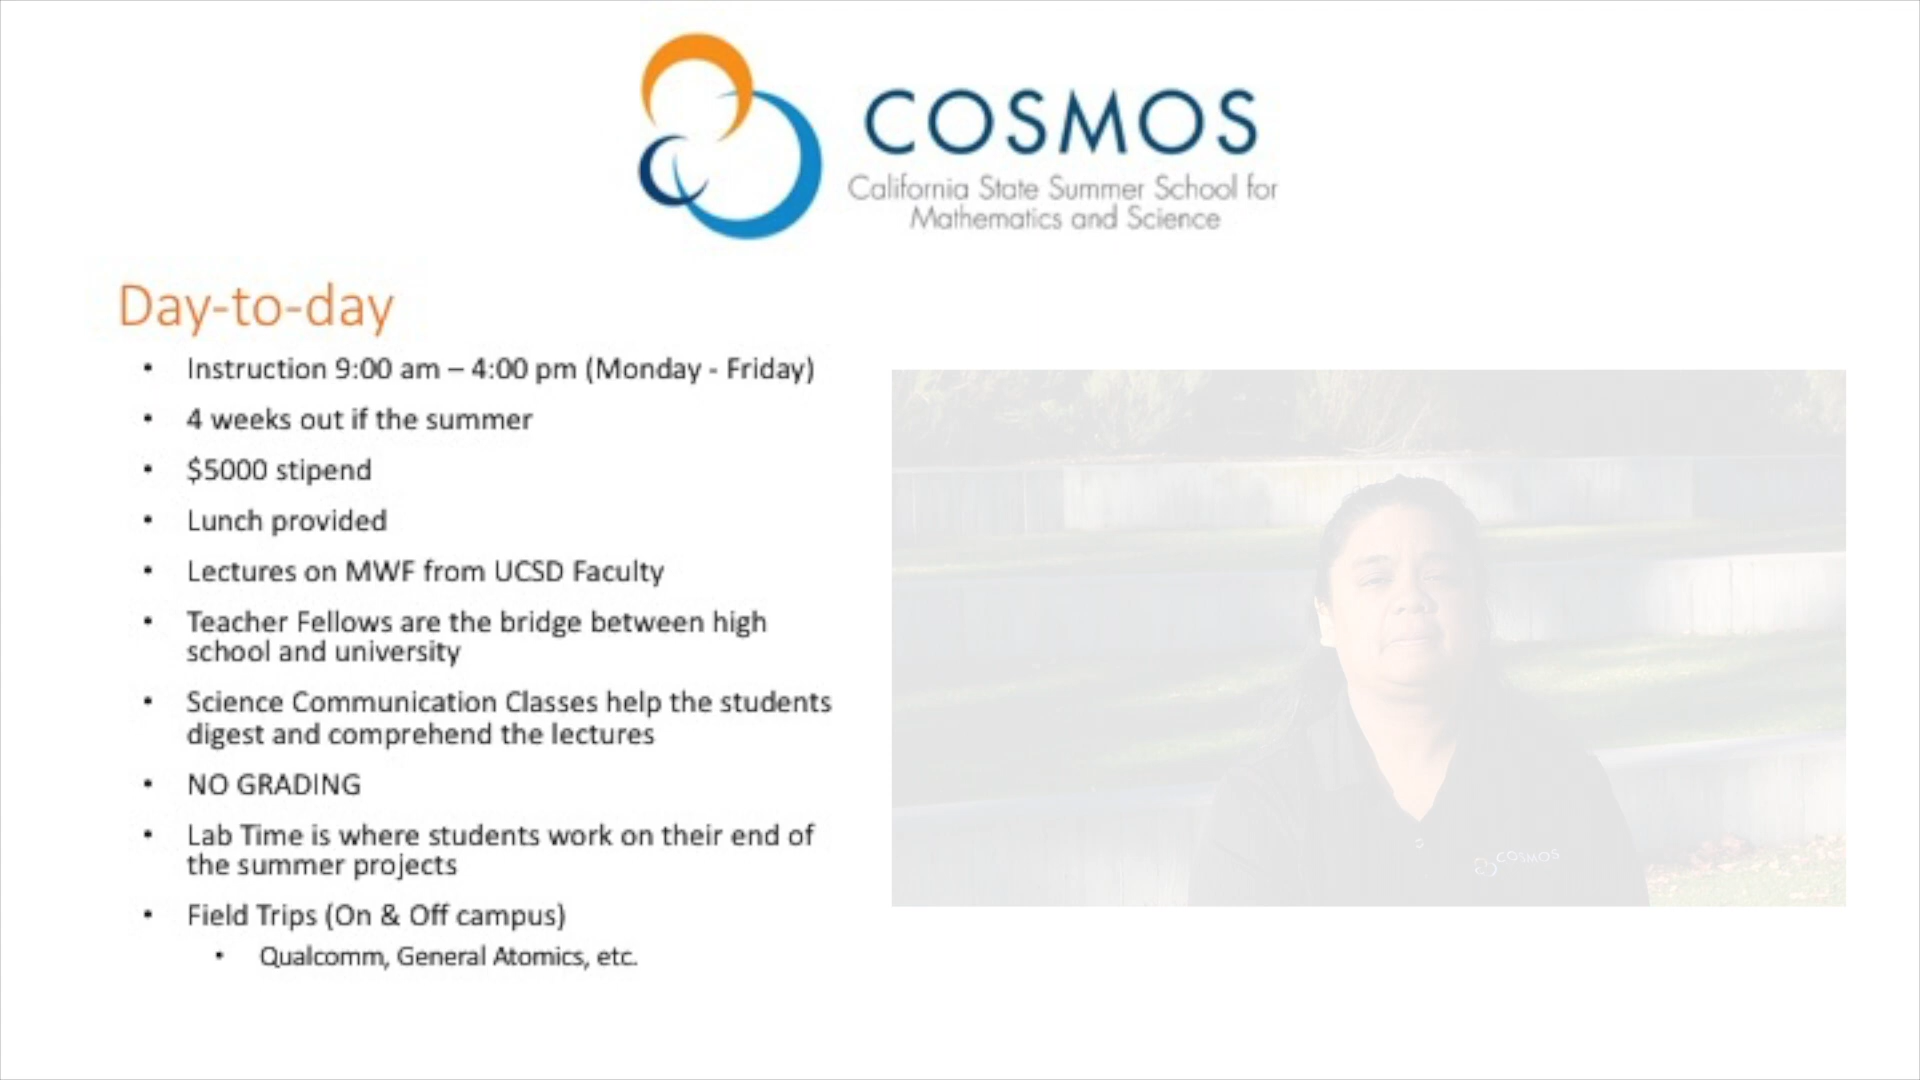 COSMOS
California State Summer School for
Mathematics and Science
Day-to-day
• Instruction 9:00 am – 4:00 pm (Monday - Friday)
• 4 weeks out if the summer
• $5000 stipend
• Lunch provided
• Lectures on MWF from UCSD Faculty
• Teacher Fellows are the bridge between high
school and university
• Science Communication Classes help the students
digest and comprehend the lectures
• NO GRADING
• Lab Time is where students work on their end of
the summer projects
• Field Trips (On & Off campus)
• Qualcomm, General Atomics, etc.
COSMOS